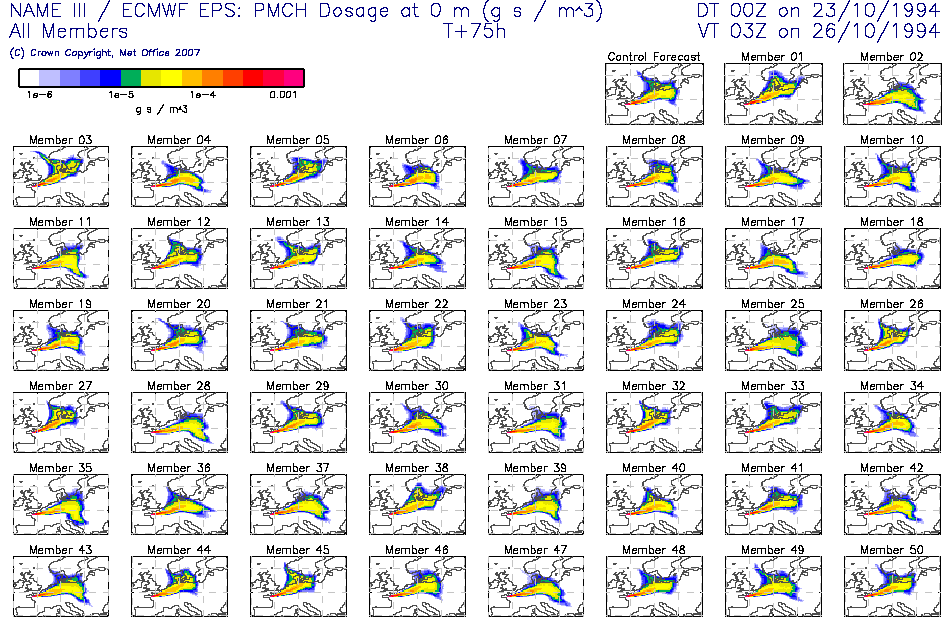 NAME III / ECMWF EPS: PMCH Dosage at 0 m (g s / m^3) DT 00Z on 23/10/1994
All Members T+75h VT 03Z on 26/10/1994
(C) Crown Copyright, Met Office 2007
1e-6 1e-5 1e-4 0.001
g s / m^3
Control Forecast Member 01 Member 02
Member 03 Member 04 Member 05 Member 06 Member 07 Member 08 Member 09 Member 10
Member 11 Member 12 Member 13 Member 14 Member 15 Member 16 Member 17 Member 18
Member 19 Member 20 Member 21 Member 22 Member 23 Member 24 Member 25 Member 26
Member 27 Member 28 Member 29 Member 30 Member 31 Member 32 Member 33 Member 34
Member 35 Member 36 Member 37 Member 38 Member 39 Member 40 Member 41 Member 42
Member 43 Member 44 Member 45 Member 46 Member 47 Member 48 Member 49 Member 50